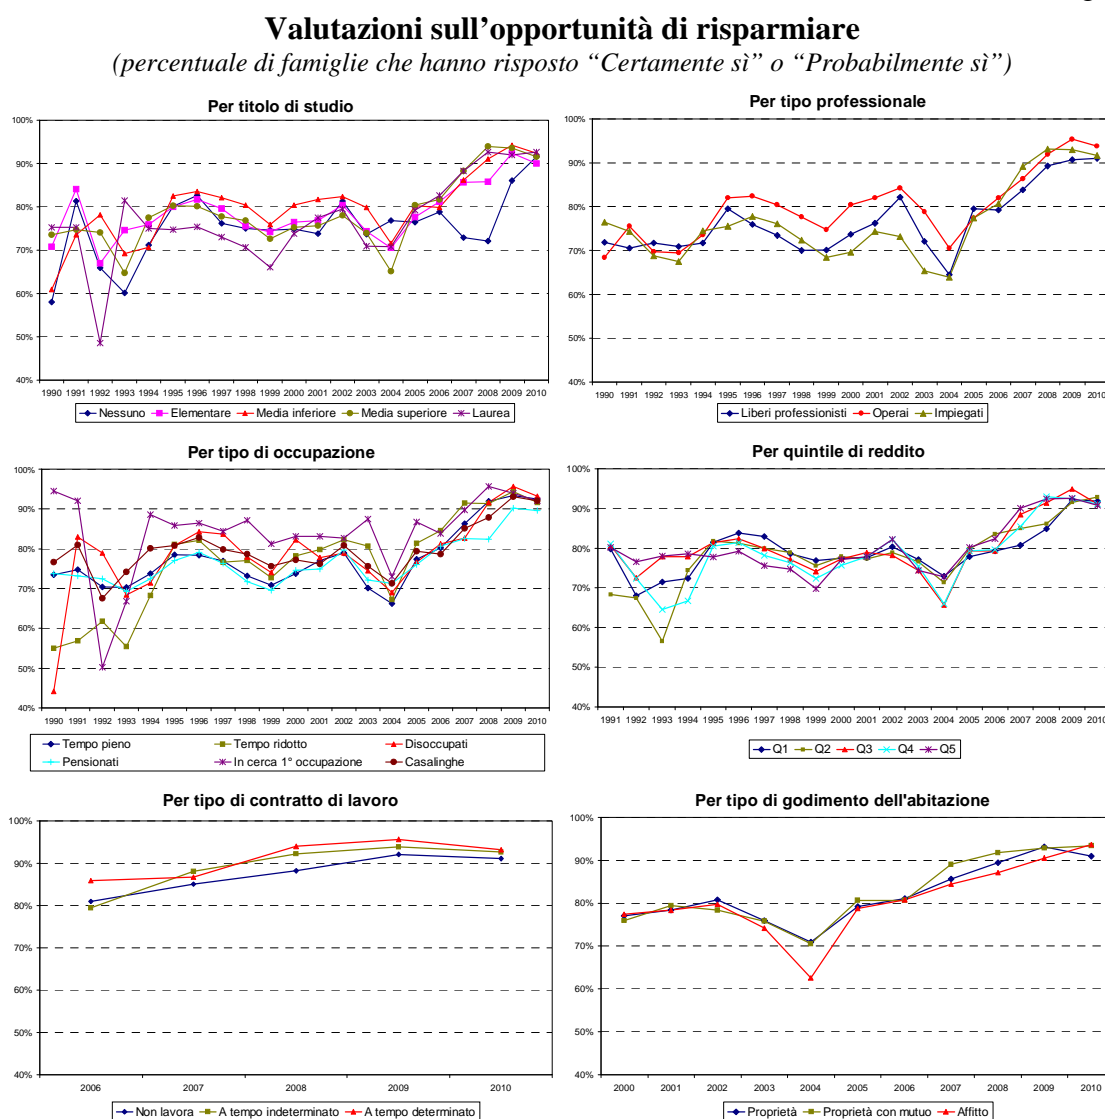 Valutazioni sull'opportunità di risparmiare
(percentuale di famiglie che hanno risposto "Certamente sì" o "Probabilmente sì")
Per titolo di studio
100%
90%
80%
70%
60%
50%
40%
1990 1991 1992 1993 1994 1995 1996 1997 1998 1999 2000 2001 2002 2003 2004 2005 2006 2007 2008 2009 2010
Nessuno Elementare Media inferiore Media superiore Laurea
Per tipo professionale
100%
90%
80%
70%
60%
50%
40%
1990 1991 1992 1993 1994 1995 1996 1997 1998 1999 2000 2001 2002 2003 2004 2005 2006 2007 2008 2009 2010
Liberi professionisti Operai Impiegati
Per tipo di occupazione
100%
90%
80%
70%
60%
50%
40%
1990 1991 1992 1993 1994 1995 1996 1997 1998 1999 2000 2001 2002 2003 2004 2005 2006 2007 2008 2009 2010
Tempo pieno Tempo ridotto Disoccupati
Pensionati In cerca 1° occupazione Casalinghe
Per quintile di reddito
100%
90%
80%
70%
60%
50%
40%
1991 1992 1993 1994 1995 1996 1997 1998 1999 2000 2001 2002 2003 2004 2005 2006 2007 2008 2009 2010
Q1 Q2 Q3 Q4 Q5
Per tipo di contratto di lavoro
100%
90%
80%
70%
60%
50%
40%
2006 2007 2008 2009 2010
Non lavora A tempo indeterminato A tempo determinato
Per tipo di godimento dell'abitazione
100%
90%
80%
70%
60%
50%
40%
2000 2001 2002 2003 2004 2005 2006 2007 2008 2009 2010
Proprietà Proprietà con mutuo Affitto